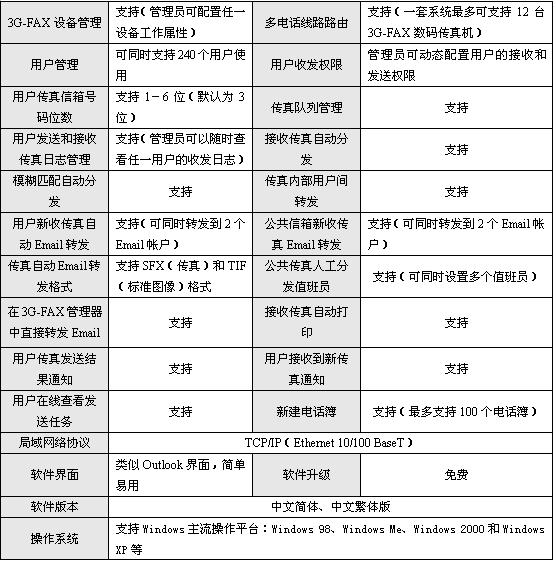 3G-FAX 设备管理
支持（管理员可配置任一
设备工作属性）
多电话线路路由
支持（一套系统最多可支持 12 台
3G-FAX 数码传真机）
用户管理
可同时支持 240 个用户使
用
用户收发权限
管理员可动态配置用户的接收和
发送权限
用户传真信箱号
码位数
支持 1－6 位（默认为 3
位）
传真队列管理
支持
用户发送和接收
传真日志管理
支持（管理员可以随时查
看任一用户的收发日志）
接收传真自动分
发
支持
模糊匹配自动分
发
支持
传真内部用户间
转发
支持
用户新收传真自
动 Email 转发
支持（可同时转发到 2 个
Email 帐户）
公共信箱新收传
真 Email 转发
支持（可同时转发到 2 个 Email 帐
户）
传真自动 Email 转
发格式
支持 SFX（传真）和 TIF
（标准图像）格式
公共传真人工分
发值班员
支持（可同时设置多个值班员）
在 3G-FAX 管理器
中直接转发 Email
支持
接收传真自动打
印
支持
用户传真发送结
果通知
支持
用户接收到新传
真通知
支持
用户在线查看发
送任务
支持
新建电话簿
支持（最多支持 100 个电话簿）
局域网络协议
TCP/IP（Ethernet 10/100 BaseT）
软件界面
类似 Outlook 界面，简单
易用
软件升级
免费
软件版本
中文简体、中文繁体版
操作系统
支持 Windows 主流操作平台：Windows 98、Windows Me、Windows 2000 和 Windows
XP 等